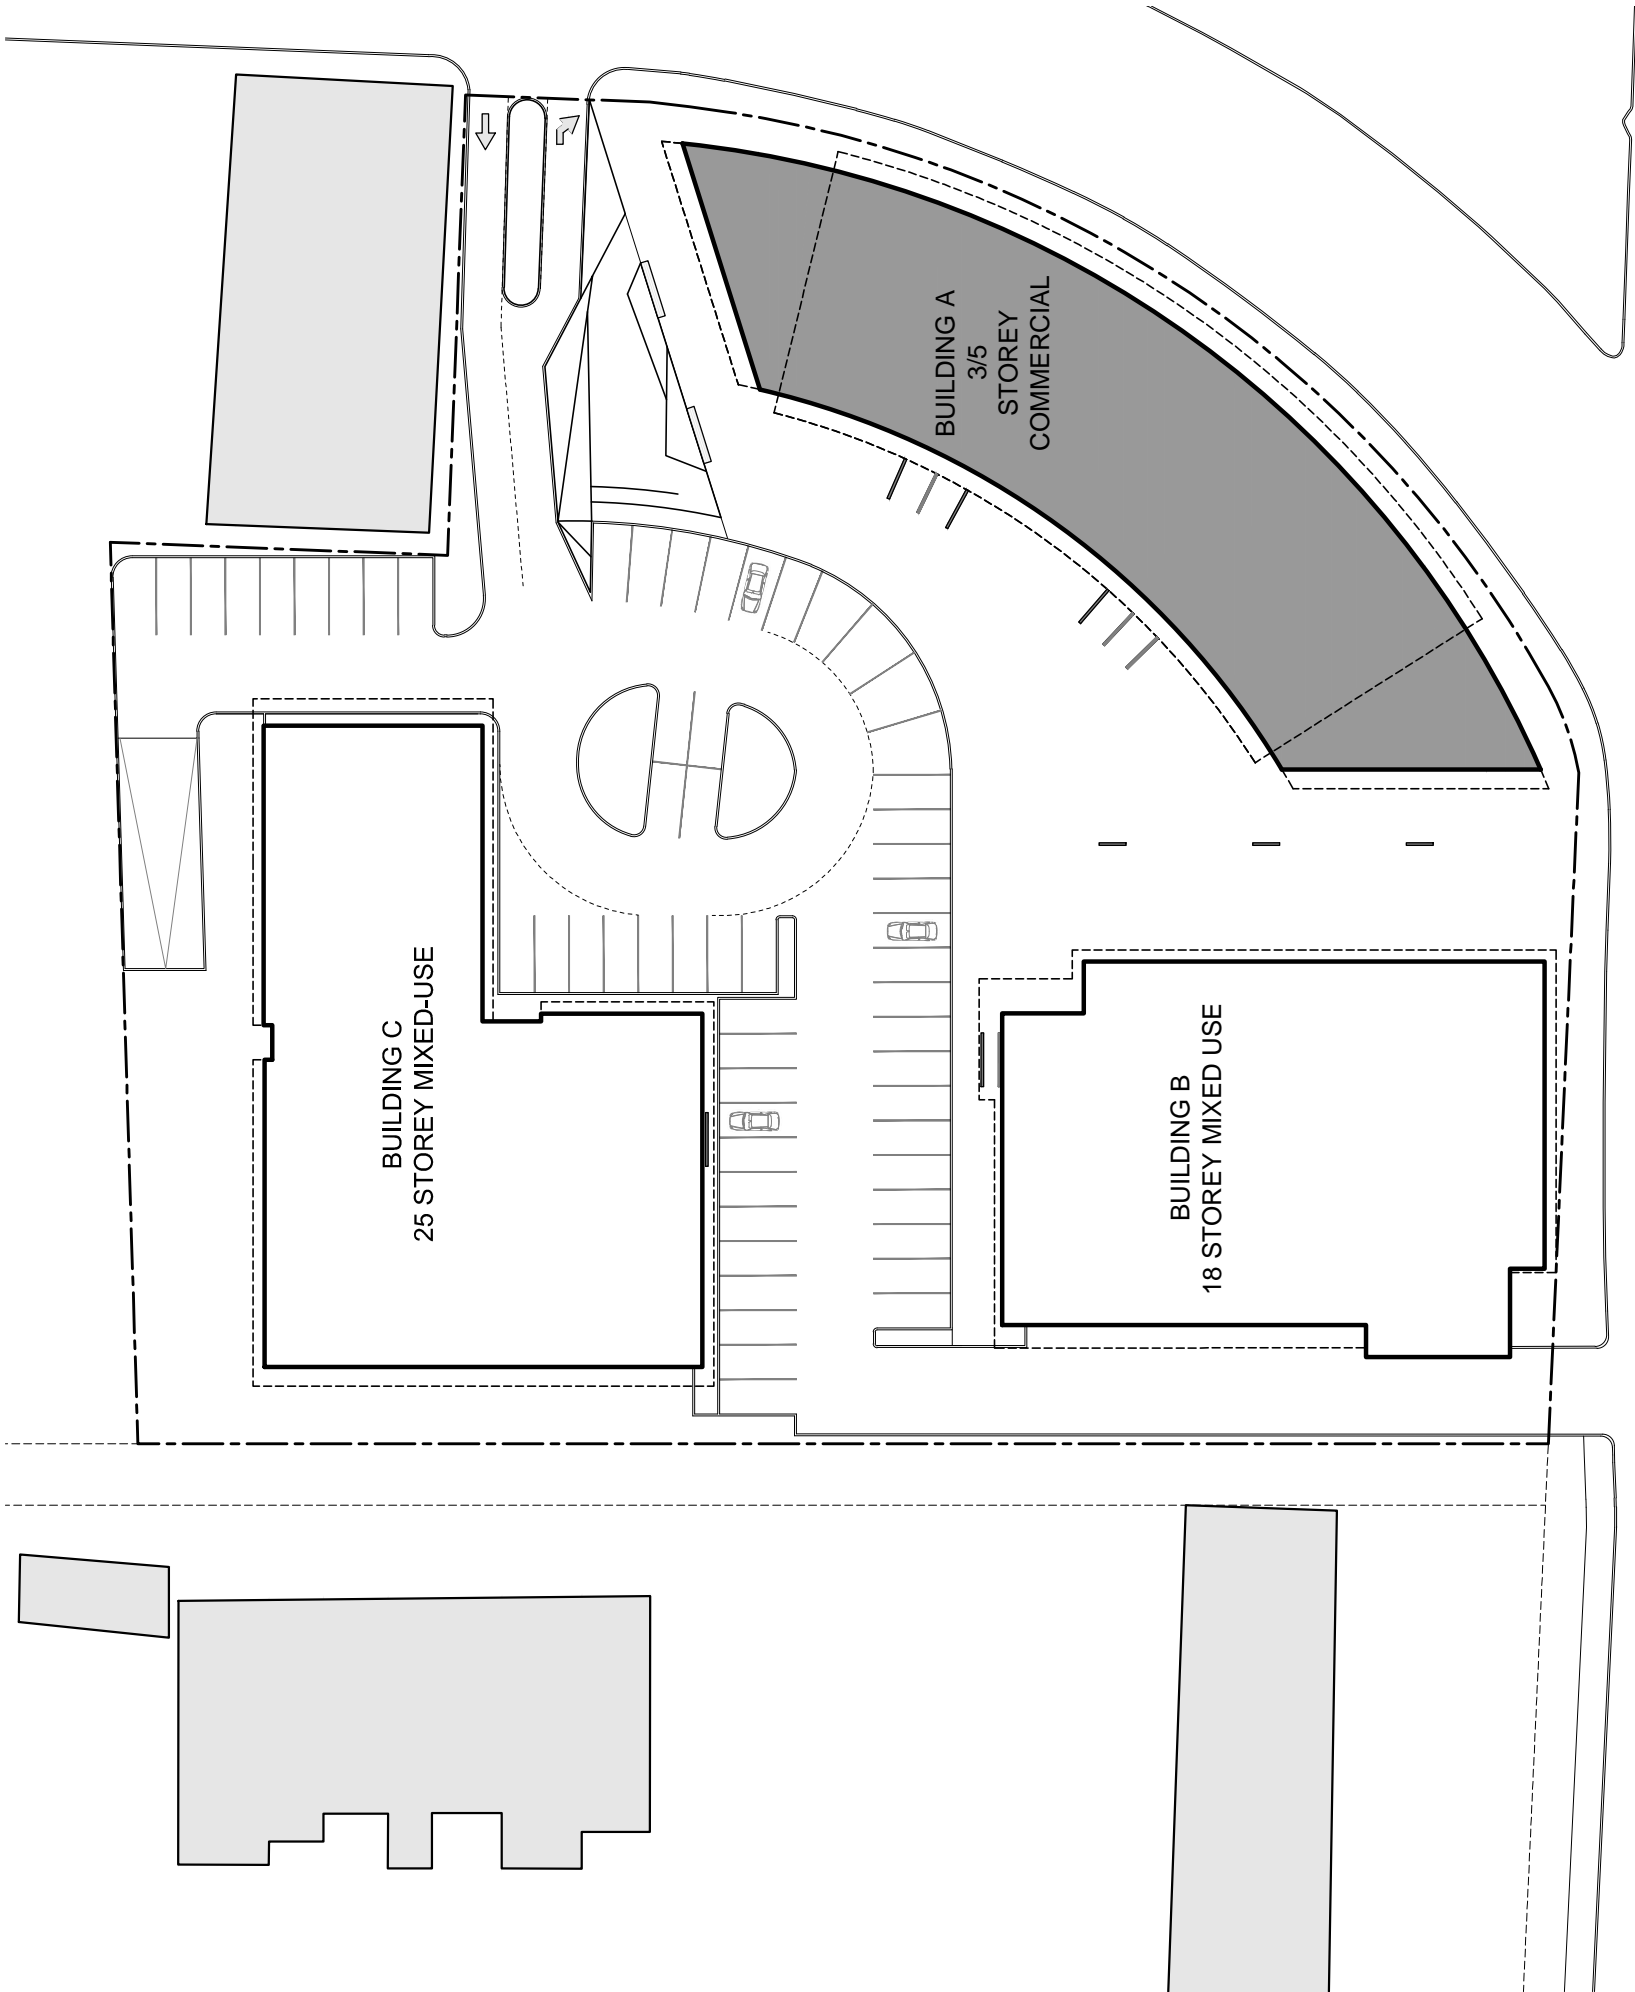 BUILDING A
3/5
STOREY
COMMERCIAL
BUILDING C
25 STOREY MIXED-USE
BUILDING B
18 STOREY MIXED USE